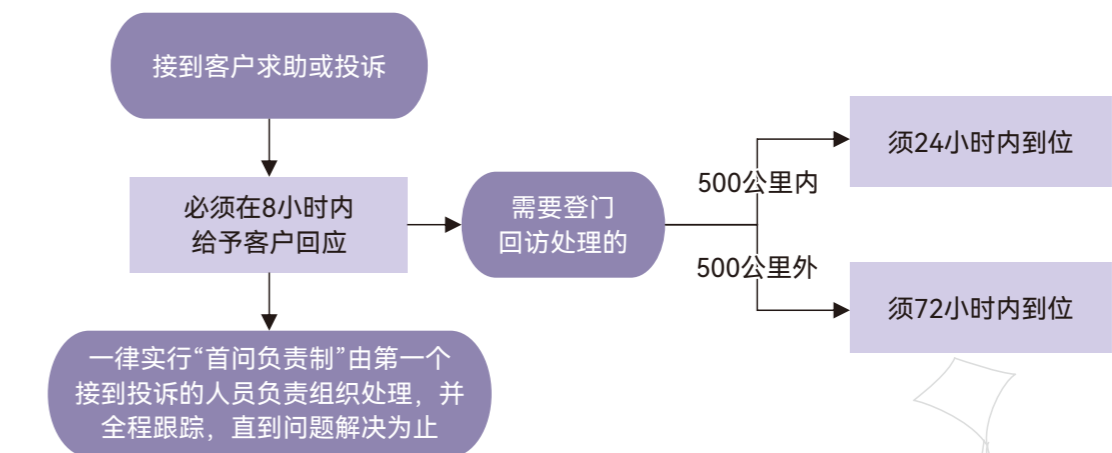 接到客户求助或投诉
必须在8小时内
给予客户回应
需要登门
回访处理的
500公里内
须24小时内到位
500公里外
须72小时内到位
一律实行“首问负责制”由第一个
接到投诉的人员负责组织处理，并
全程跟踪，直到问题解决为止